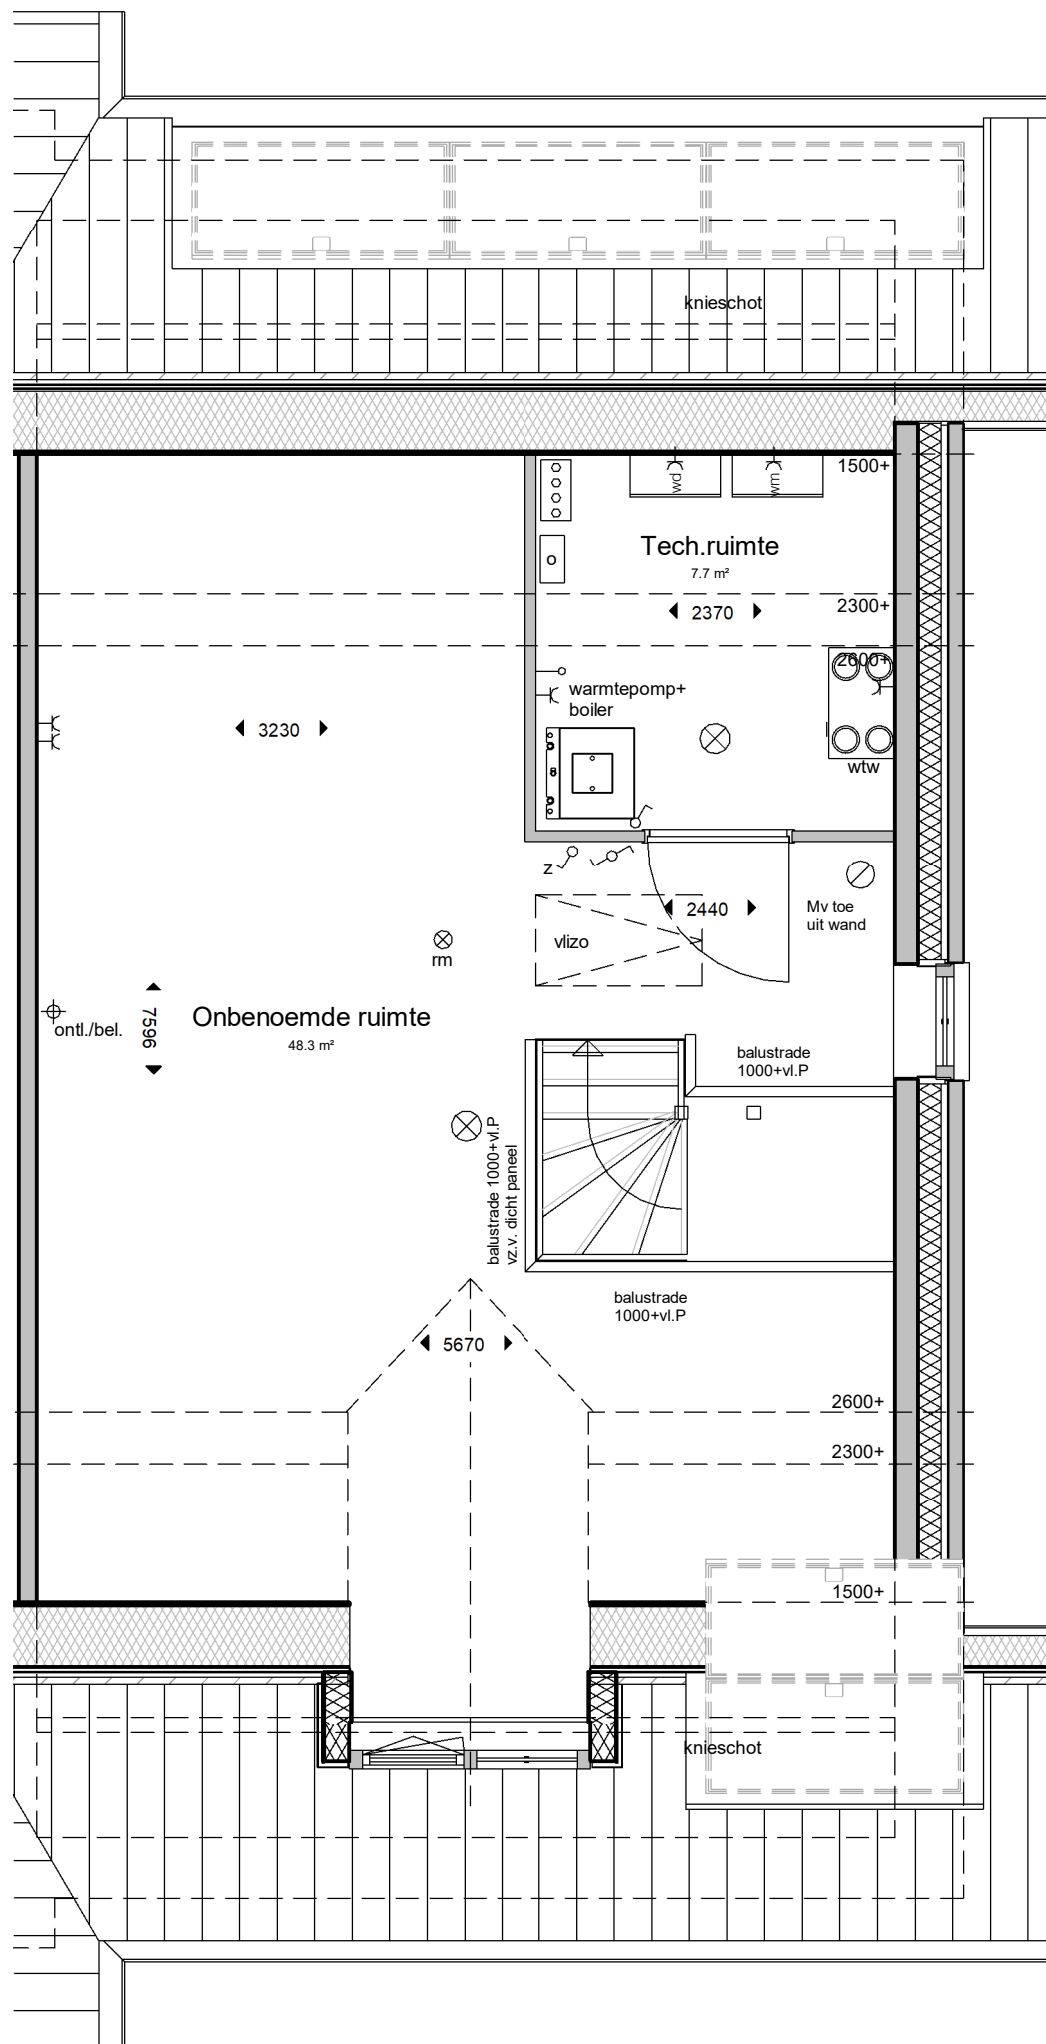 knieschot
1500+
wd
wm
Tech.ruimte
7.7 m²
2370
2300+
2600+
warmtepomp+
boiler
3230
wtw
z
2440
Mv toe
uit wand
vlizo
rm
ontl./bel.
7596
Onbenoemde ruimte
48.3 m²
balustrade
1000+vl.P
balustrade 1000+vl.P
vz.v. dicht paneel
balustrade
1000+vl.P
5670
2600+
2300+
1500+
knieschot